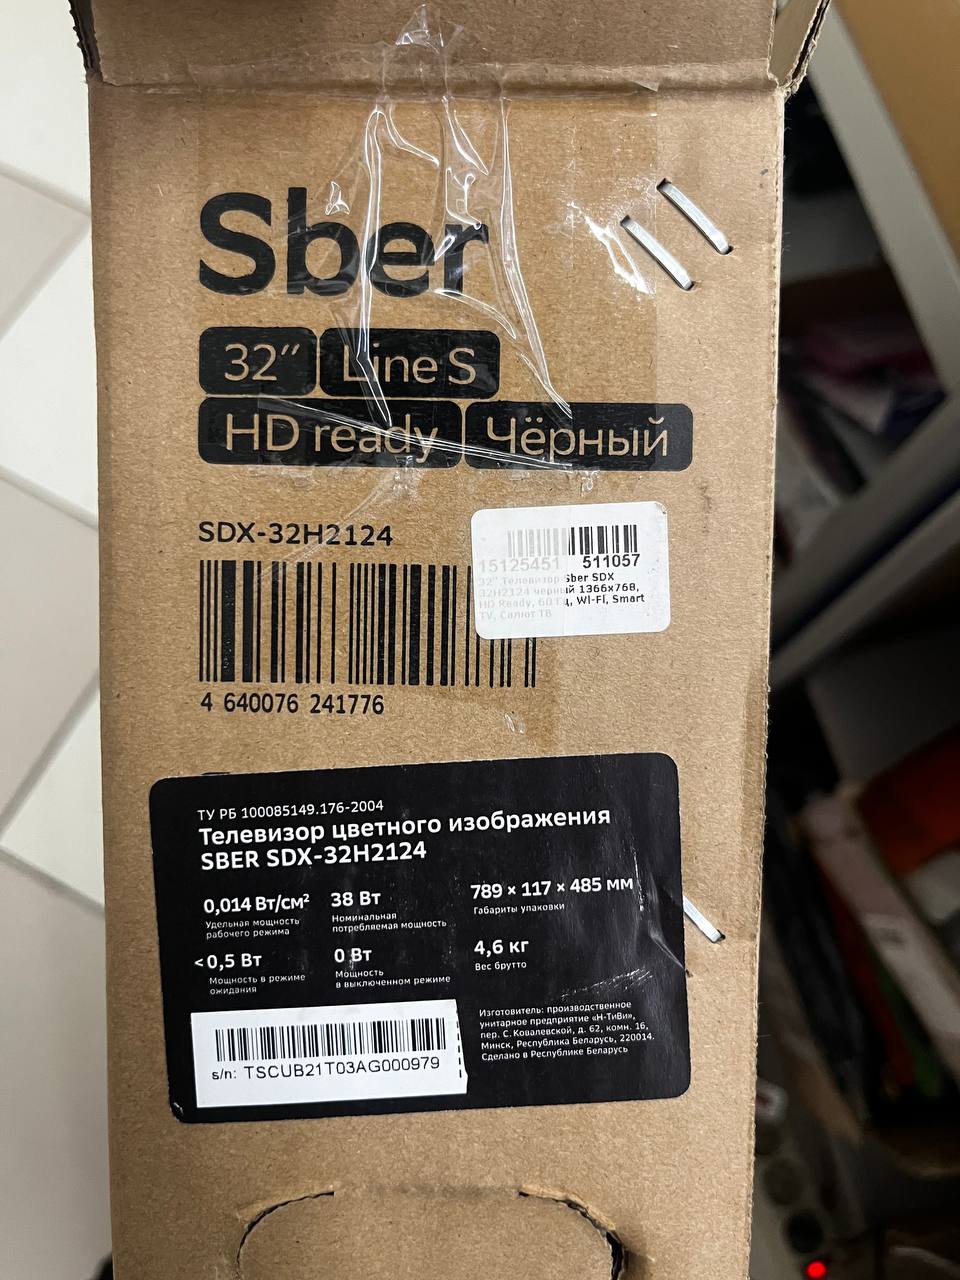 Sber
32″ Line S
HD ready Чёрный
SDX-32H2124
4 640076 241776
15125451 511057
32" Телевизор Sber SDX
32H2124 черный 1366x768,
HD Ready, 60 Гц, WI-FI, Smart
TV, Салют ТВ
ТУ РБ 100085149.176-2004
Телевизор цветного изображения
SBER SDX-32H2124
0,014 Вт/см²
Удельная мощность
рабочего режима
38 Вт
Номинальная
потребляемая мощность
789 × 117 × 485 мм
Габариты упаковки
<0,5 Вт
Мощность в режиме
ожидания
0 Вт
Мощность
в выключенном режиме
4,6 кг
Вес брутто
s/n: TSCUB21T03AG000979
Изготовитель: производственное
унитарное предприятие «Н-ТиВи»,
пер. С. Ковалевской, д. 62, комн. 16,
Минск, Республика Беларусь, 220014.
Сделано в Республике Беларусь